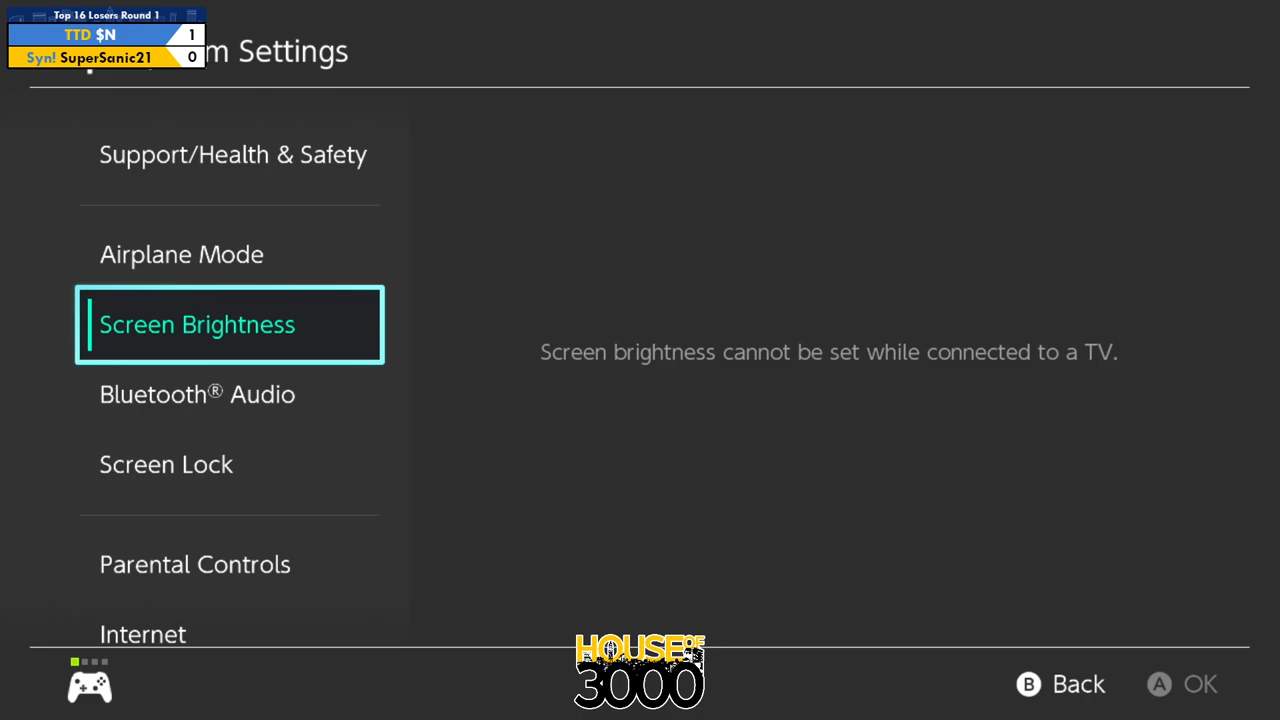 Top 16 Losers Round 1
TTD $N 1
Syn! SuperSanic21 0
m Settings
Support/Health & Safety
Airplane Mode
Screen Brightness
Bluetooth® Audio
Screen Lock
Parental Controls
Internet
Screen brightness cannot be set while connected to a TV.
HOUSE OF
3000
B Back
A OK